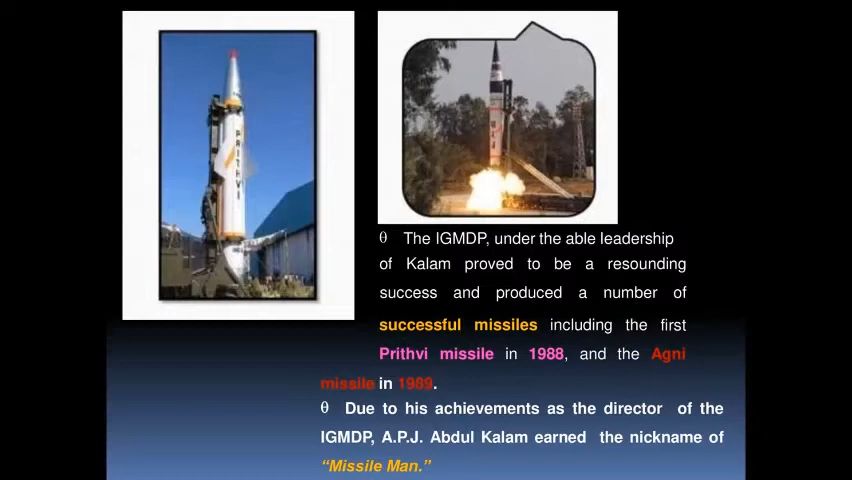 PRITHVI
θ The IGMDP, under the able leadership
of Kalam proved to be a resounding
success and produced a number of
successful missiles including the first
Prithvi missile in 1988, and the Agni
missile in 1989.
θ Due to his achievements as the director of the
IGMDP, A.P.J. Abdul Kalam earned the nickname of
“Missile Man.”